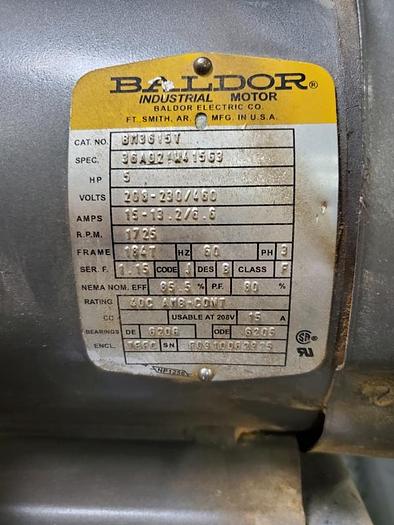 BALDOR®
INDUSTRIAL MOTOR
BALDOR ELECTRIC CO.
FT. SMITH, AR. MFG. IN U.S.A.
CAT. NO. BM3615T
SPEC.
HP 5
VOLTS 208-230/460
AMPS 15-13.2/6.6
R.P.M. 1725
FRAME 184T HZ 60 PH 3
SER. F. 1.15 CODE J DES B CLASS F
NEMA NOM. EFF 85.5 % P.F. 80 %
RATING 40C AMB-CONT
CC USABLE AT 208V 15 A
BEARINGS DE 6206 ODE 6205
ENCL. TEFC SN
NP1256